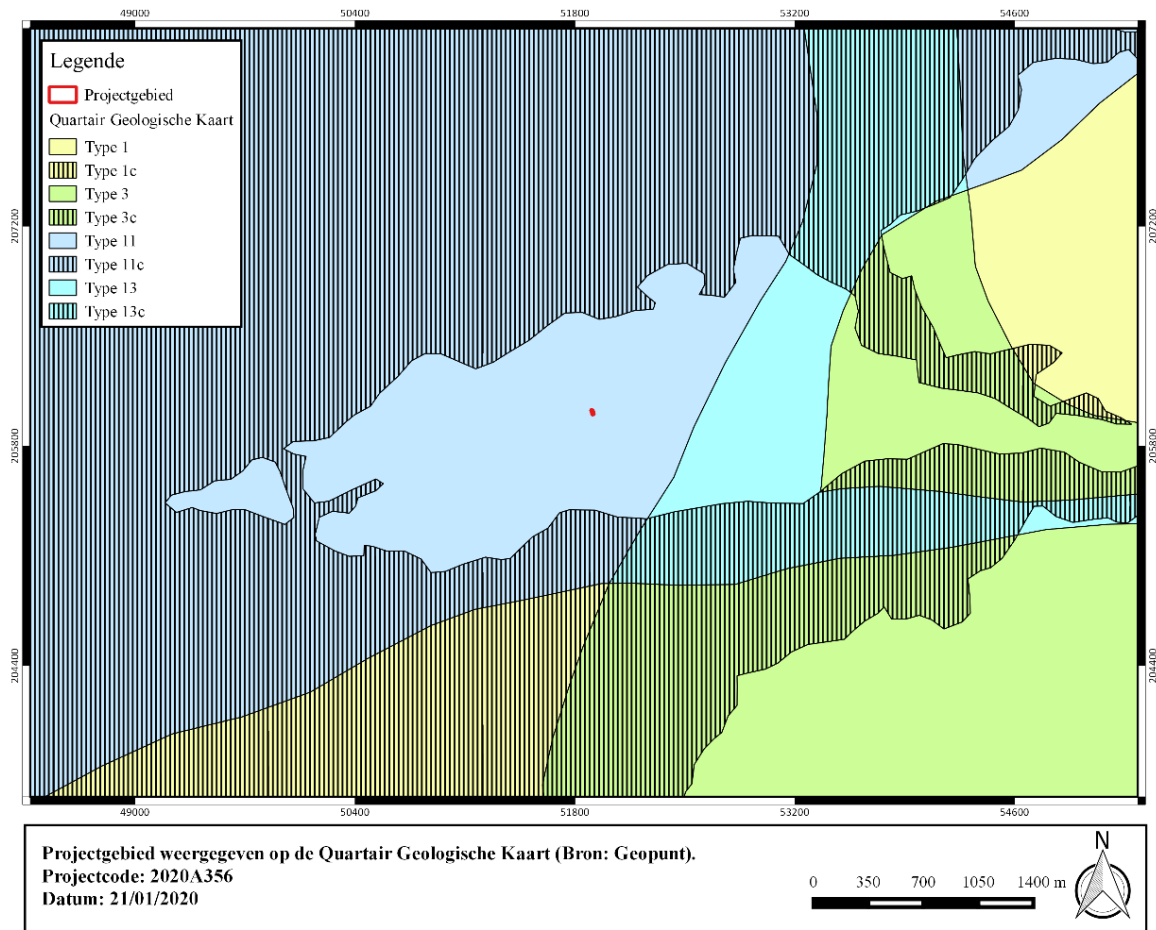 49000 50400 51800 53200 54600
Legende
Projectgebied
Quartair Geologische Kaart
Type 1
Type 1c
Type 3
Type 3c
Type 11
Type 11c
Type 13
Type 13c
207200 207200
205800 205800
204400 204400
49000 50400 51800 53200 54600
Projectgebied weergegeven op de Quartair Geologische Kaart (Bron: Geopunt).
Projectcode: 2020A356
Datum: 21/01/2020
0 350 700 1050 1400 m
N